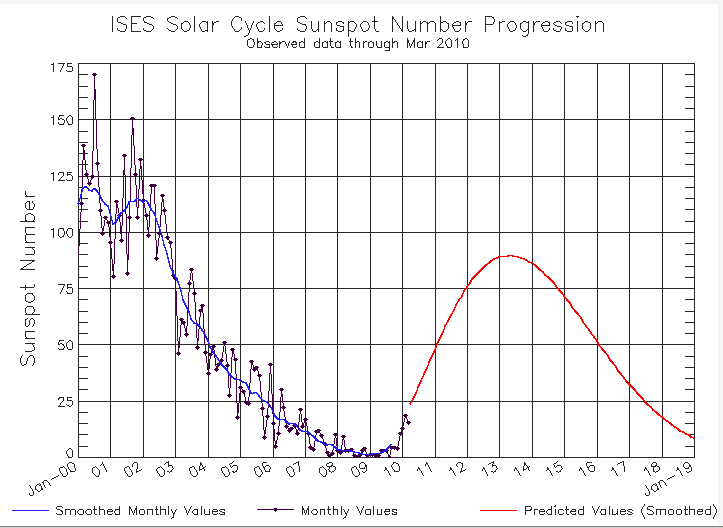 ISES Solar Cycle Sunspot Number Progression
Observed data through Mar 2010
175
150
125
100
75
50
25
0
Sunspot Number
Jan-00 01 02 03 04 05 06 07 08 09 10 11 12 13 14 15 16 17 18 Jan-19
Smoothed Monthly Values Monthly Values Predicted Values (Smoothed)